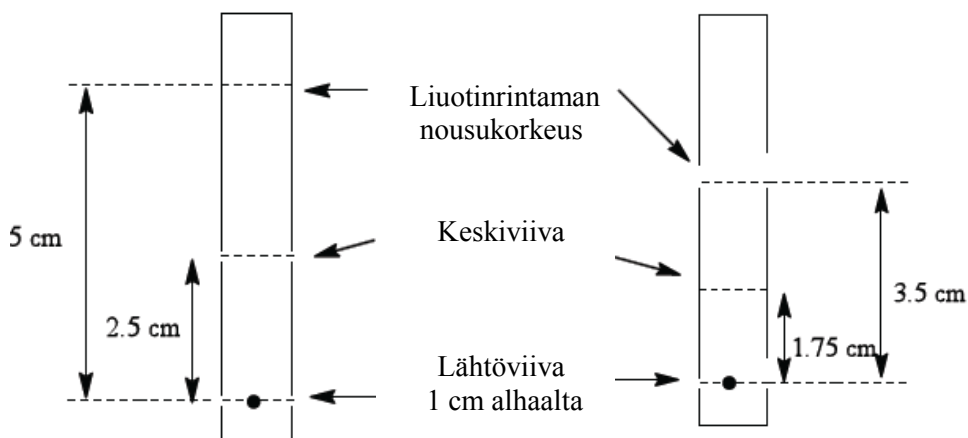 Liuotinrintaman
nousukorkeus
5 cm
Keskiviiva
3.5 cm
2.5 cm
1.75 cm
Lähtöviiva
1 cm alhaalta